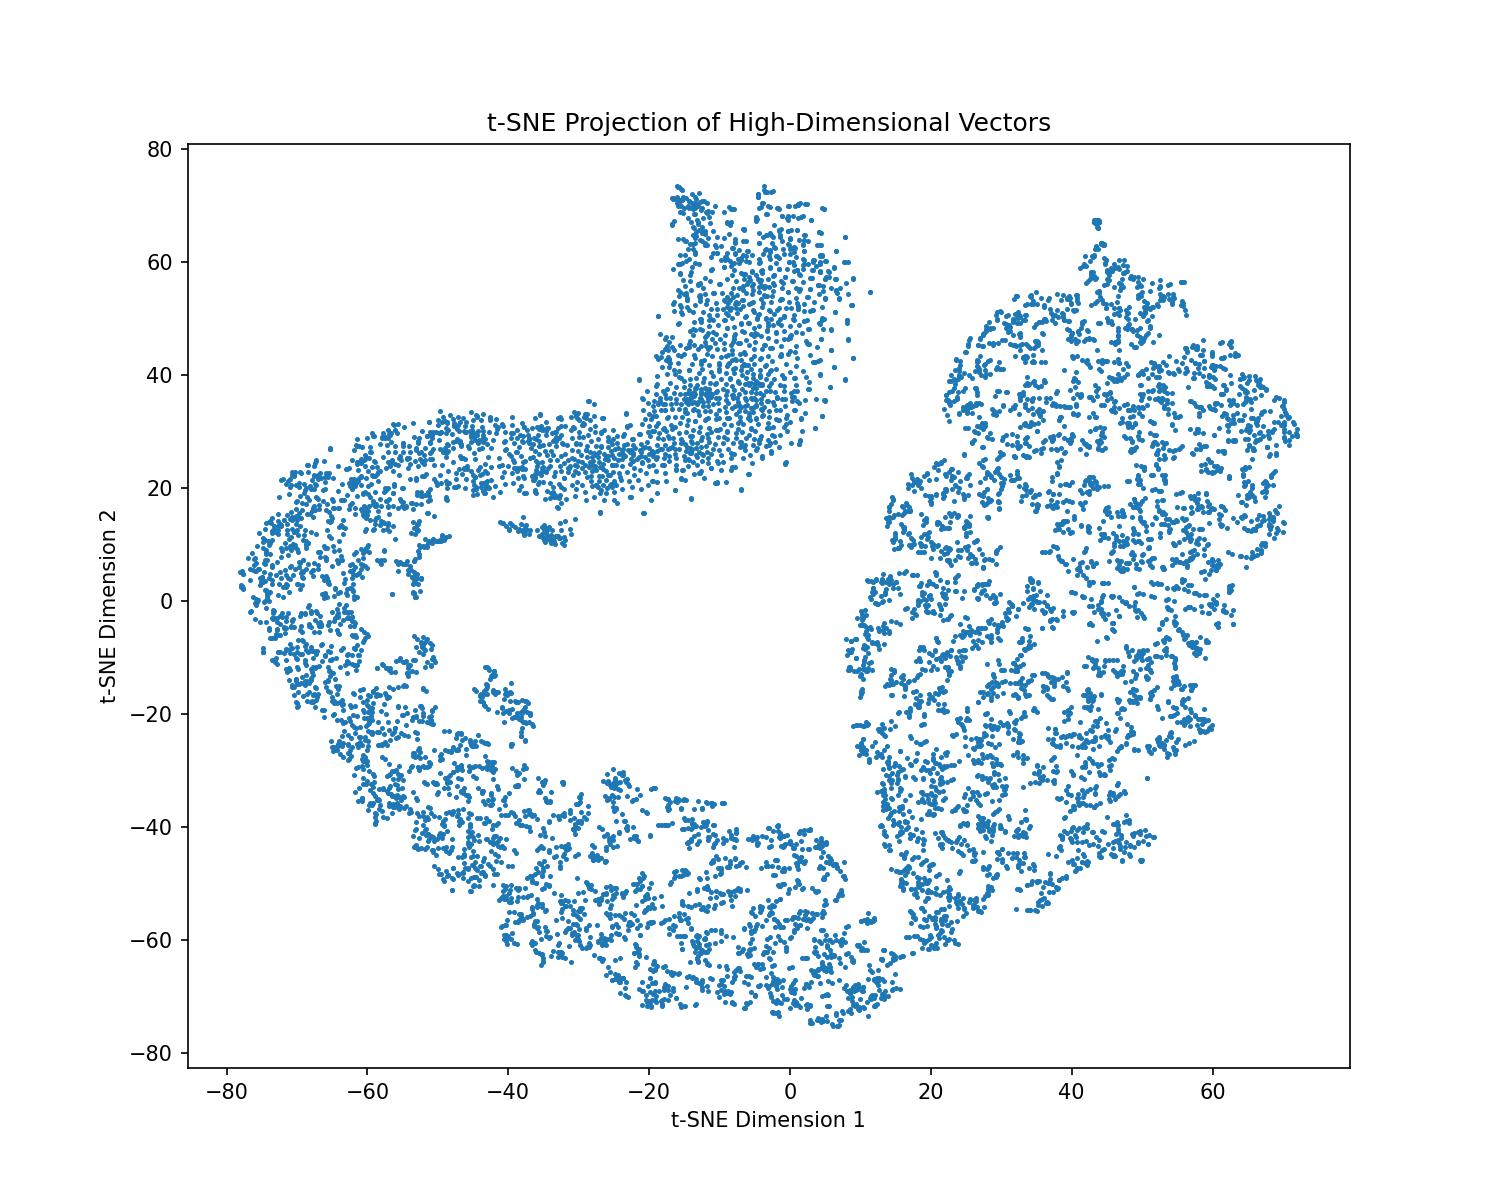 t-SNE Projection of High-Dimensional Vectors
80
60
40
20
0
−20
−40
−60
−80
t-SNE Dimension 2
−80 −60 −40 −20 0 20 40 60
t-SNE Dimension 1